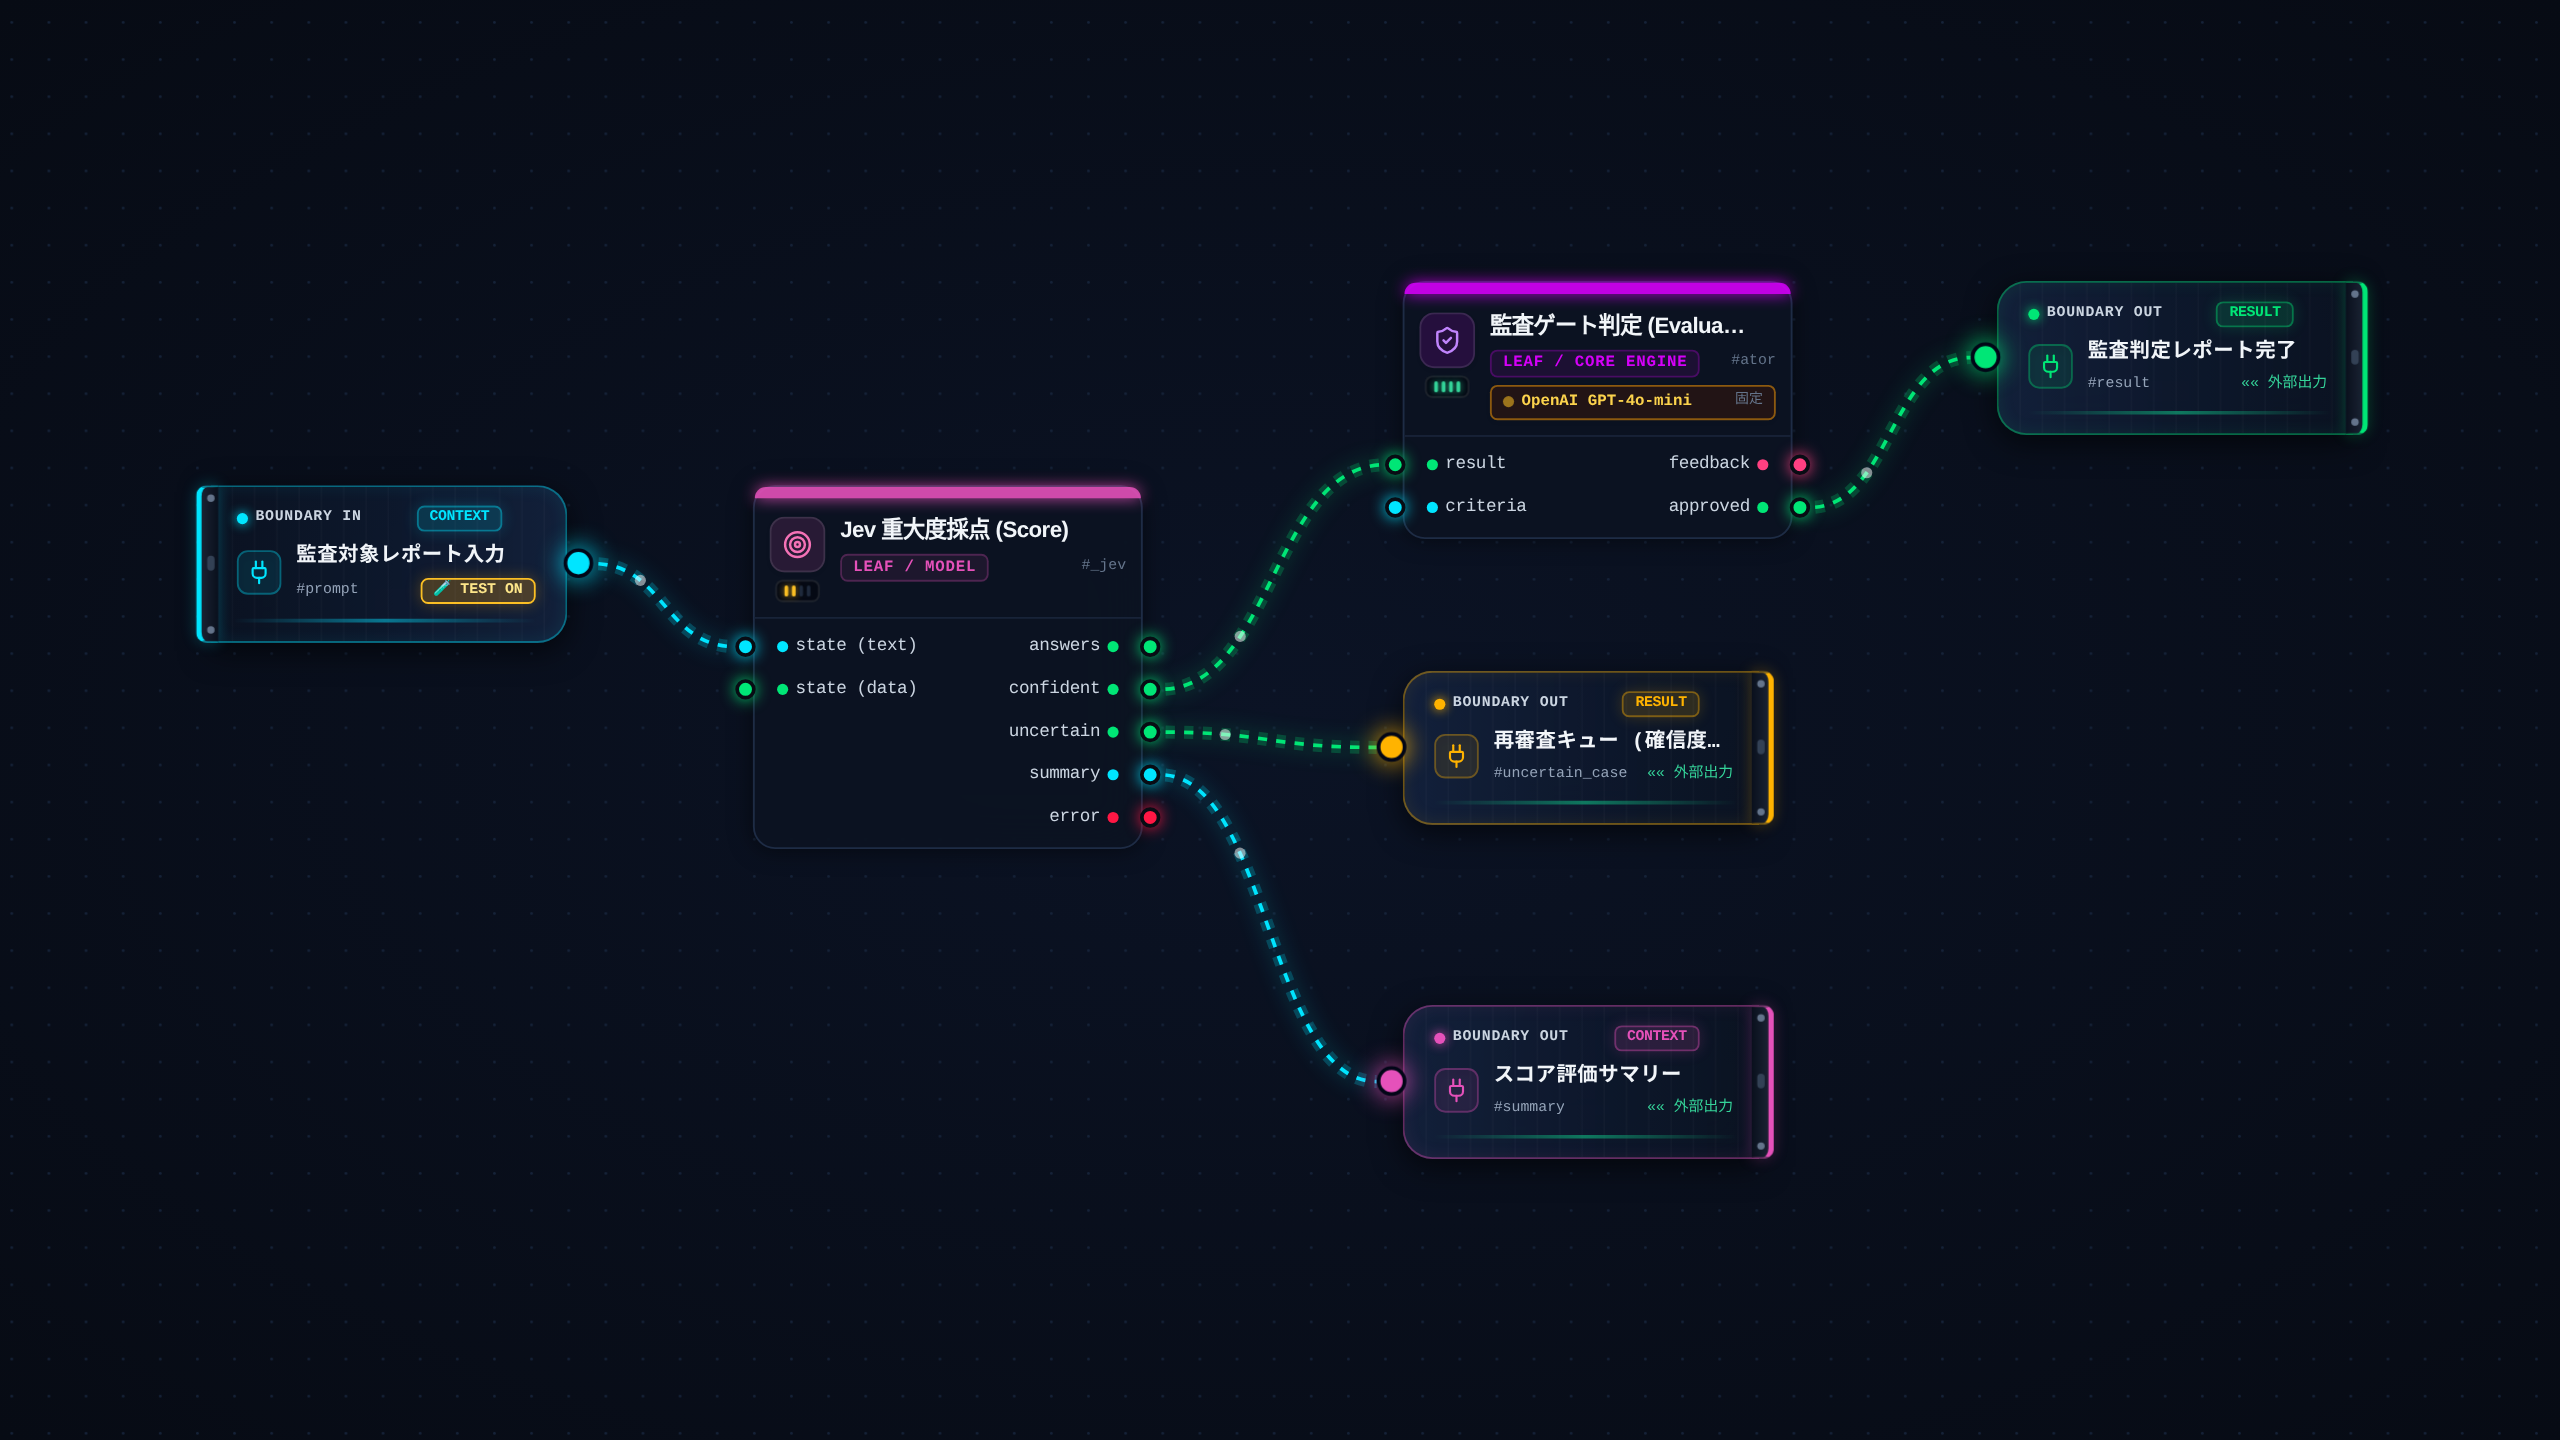 BOUNDARY IN
CONTEXT
監査対象レポート入力
#prompt
🧪 TEST ON
Jev 重大度採点 (Score)
LEAF / MODEL
#_jev
state (text)
answers
state (data)
confident
uncertain
summary
error
監査ゲート判定 (Evalua…
LEAF / CORE ENGINE
#ator
OpenAI GPT-4o-mini
固定
result
feedback
criteria
approved
BOUNDARY OUT
RESULT
監査判定レポート完了
#result
«« 外部出力
BOUNDARY OUT
RESULT
再審査キュー (確信度…
#uncertain_case
«« 外部出力
BOUNDARY OUT
CONTEXT
スコア評価サマリー
#summary
«« 外部出力